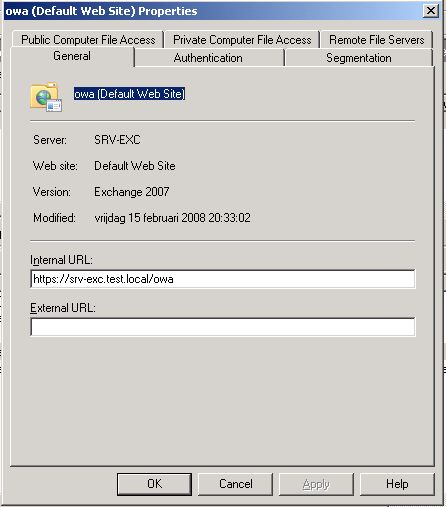 owa (Default Web Site) Properties
Public Computer File Access Private Computer File Access Remote File Servers
General Authentication Segmentation
owa (Default Web Site)
Server: SRV-EXC
Web site: Default Web Site
Version: Exchange 2007
Modified: vrijdag 15 februari 2008 20:33:02
Internal URL:
https://srv-exc.test.local/owa
External URL:
OK Cancel Apply Help